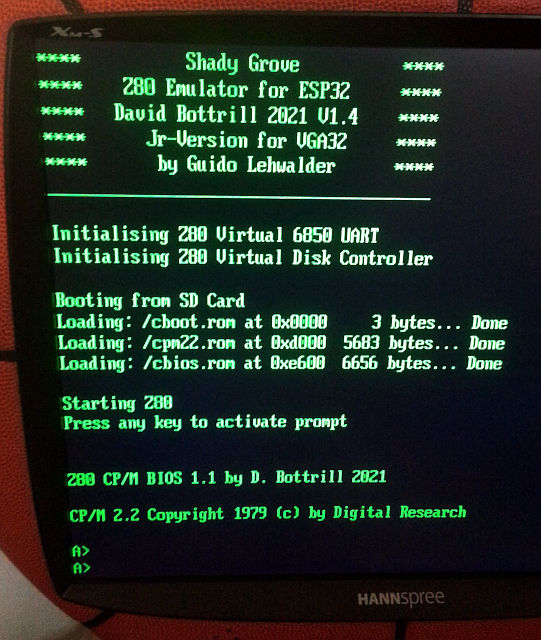 XM-S
**** Shady Grove ****
**** Z80 Emulator for ESP32 ****
**** David Bottrill 2021 V1.4 ****
**** Jr-Version for VGA32 ****
**** by Guido Lehwalder ****
Initialising Z80 Virtual 6850 UART
Initialising Z80 Virtual Disk Controller
Booting from SD Card
Loading: /cboot.rom at 0x0000 3 bytes... Done
Loading: /cpm22.rom at 0xd000 5683 bytes... Done
Loading: /cbios.rom at 0xe600 6656 bytes... Done
Starting Z80
Press any key to activate prompt
Z80 CP/M BIOS 1.1 by D. Bottrill 2021
CP/M 2.2 Copyright 1979 (c) by Digital Research
A>
A>
HANNspree